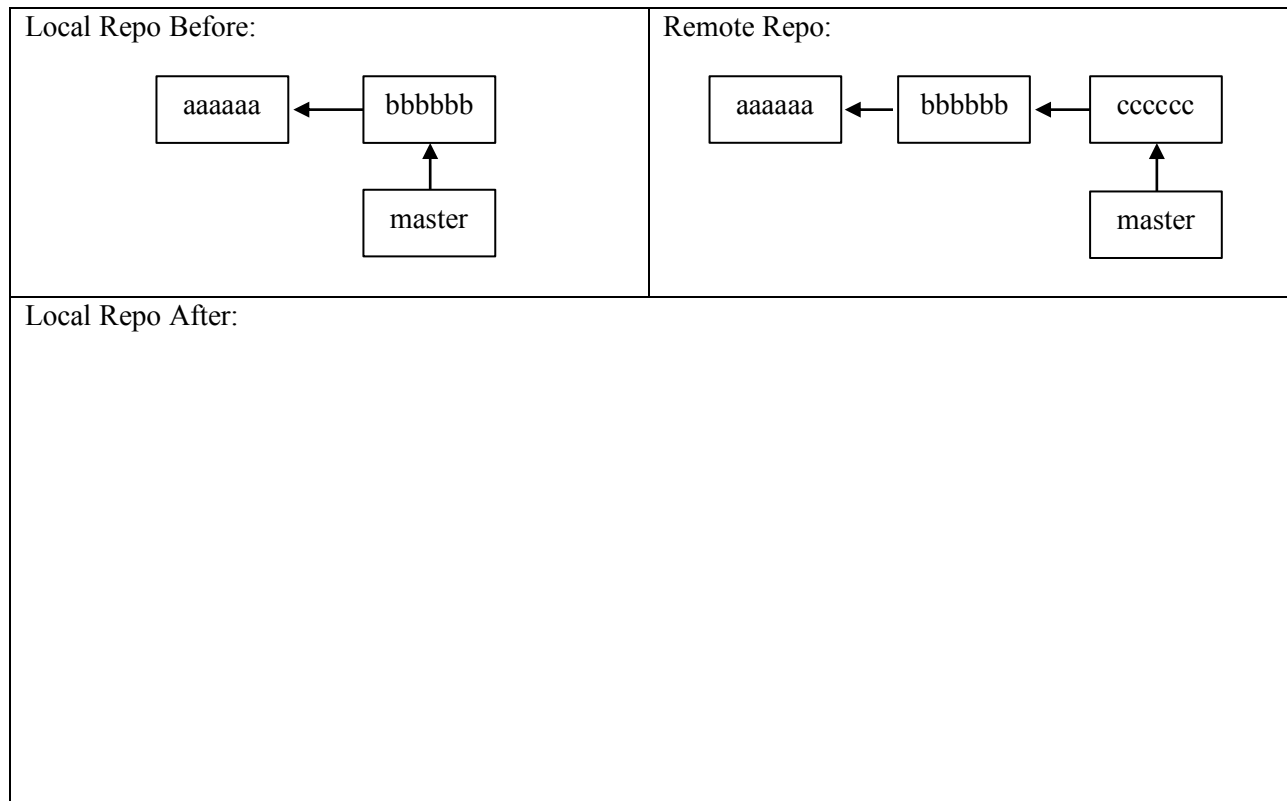 Local Repo Before:
aaaaaa
bbbbbb
master
Remote Repo:
aaaaaa
bbbbbb
cccccc
master
Local Repo After: